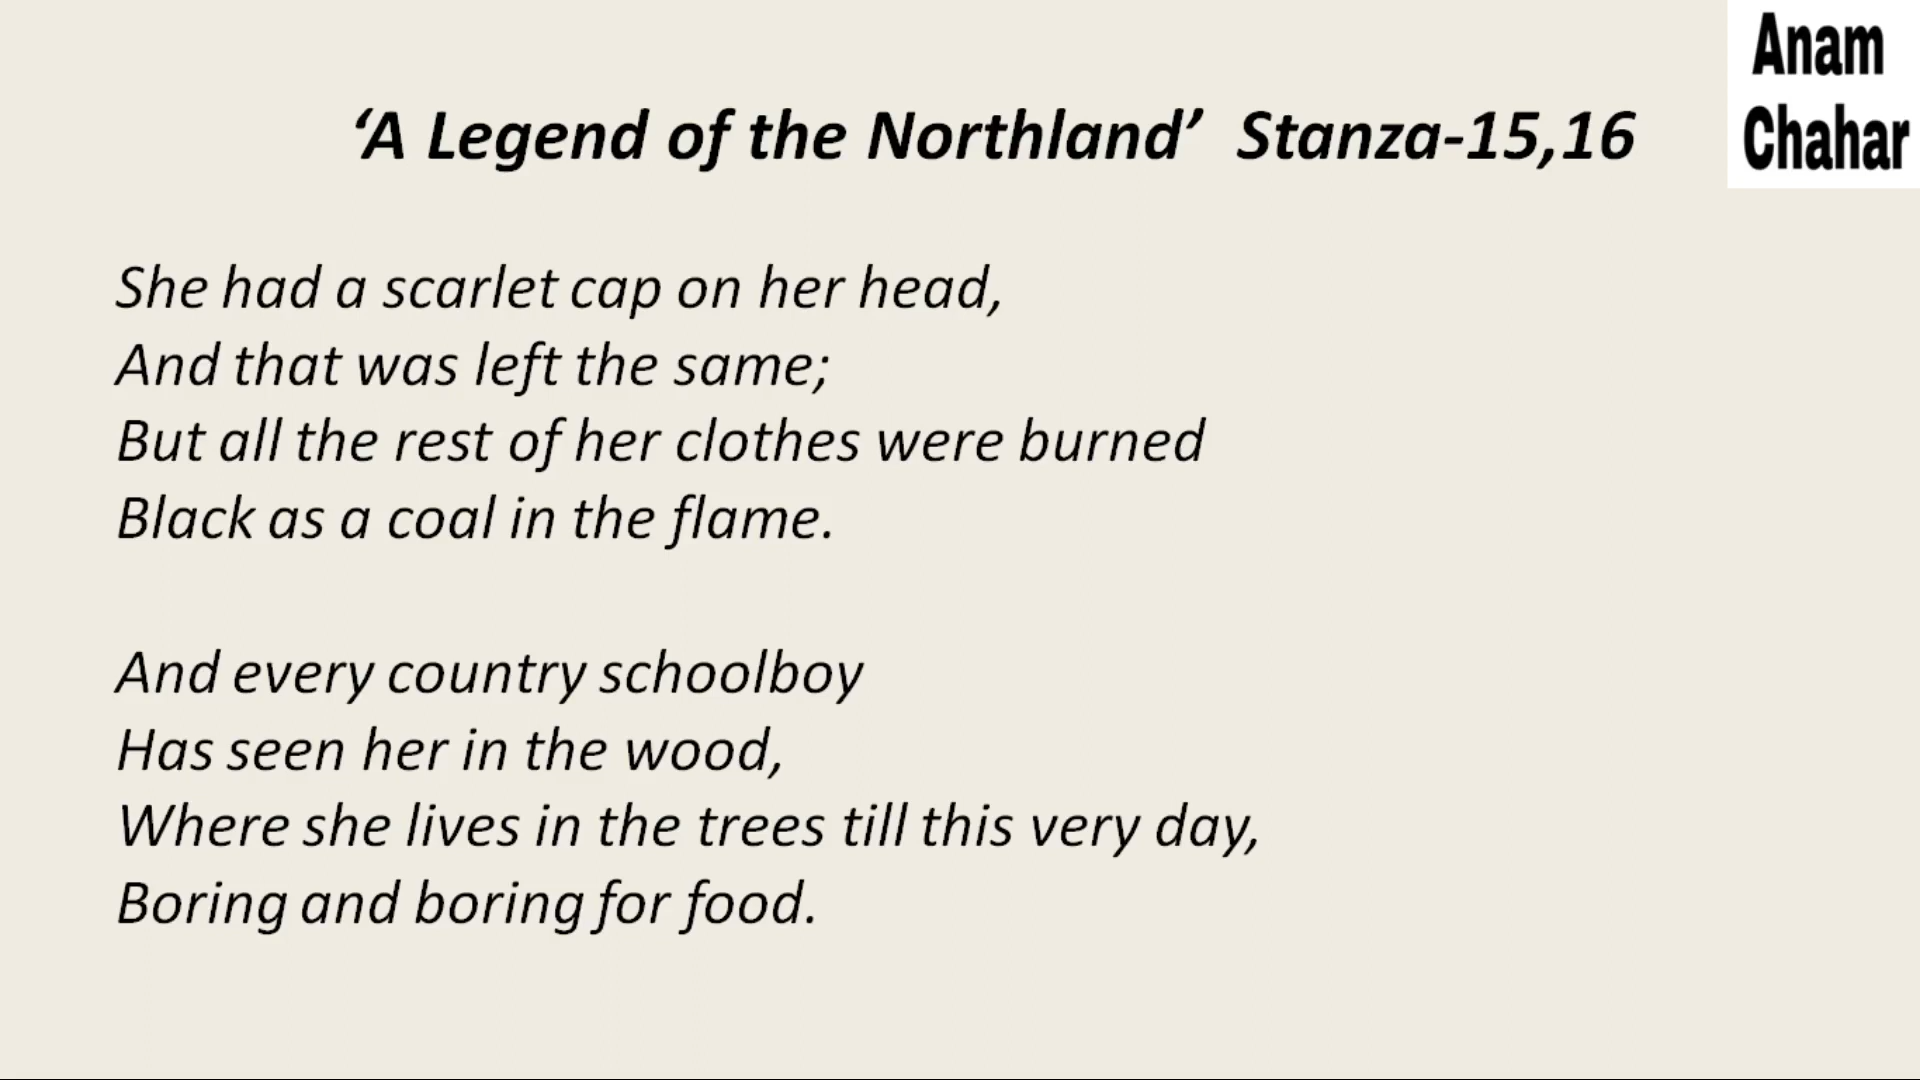 Anam
Chahar
‘A Legend of the Northland’ Stanza-15,16
She had a scarlet cap on her head,
And that was left the same;
But all the rest of her clothes were burned
Black as a coal in the flame.
And every country schoolboy
Has seen her in the wood,
Where she lives in the trees till this very day,
Boring and boring for food.